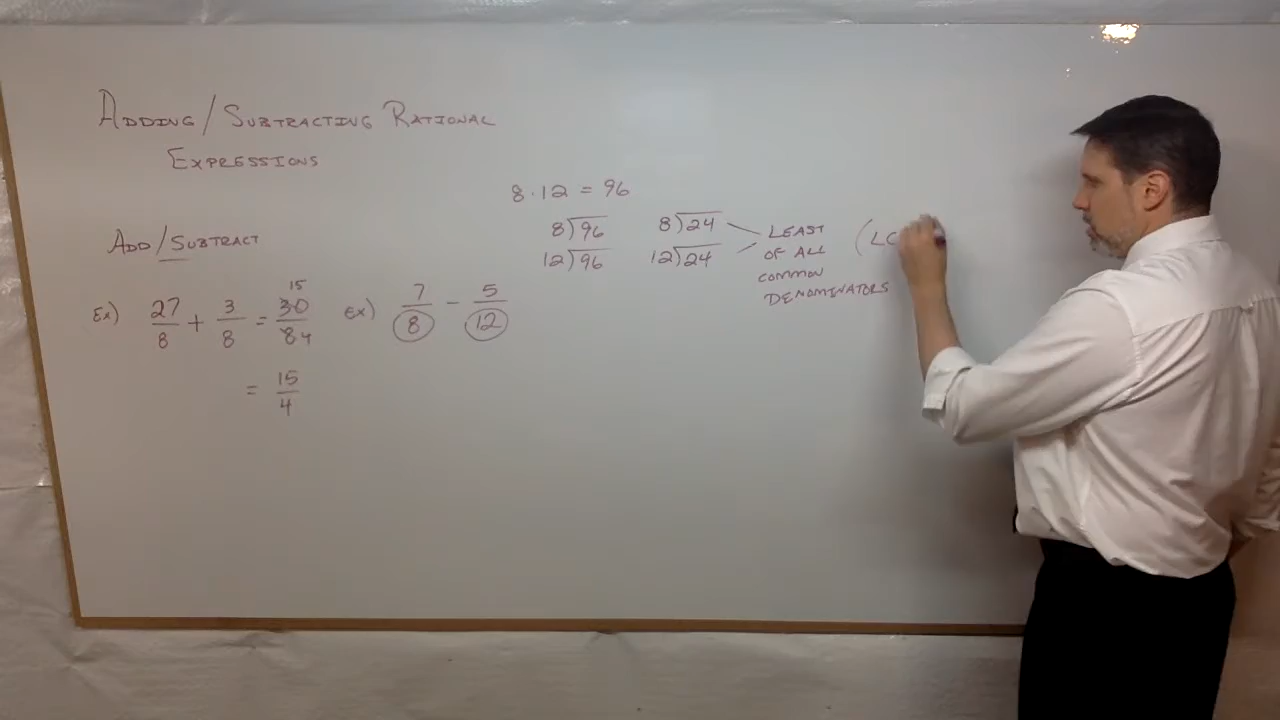 ADDING/SUBTRACTING RATIONAL
EXPRESSIONS
8·12 = 96
8)96 8)24
12)96 12)24
LEAST
OF ALL
COMMON
DENOMINATORS
(LC
ADD/SUBTRACT
Ex) 27/8 + 3/8 = 30/8 15 4
= 15/4
Ex) 7/8 - 5/12